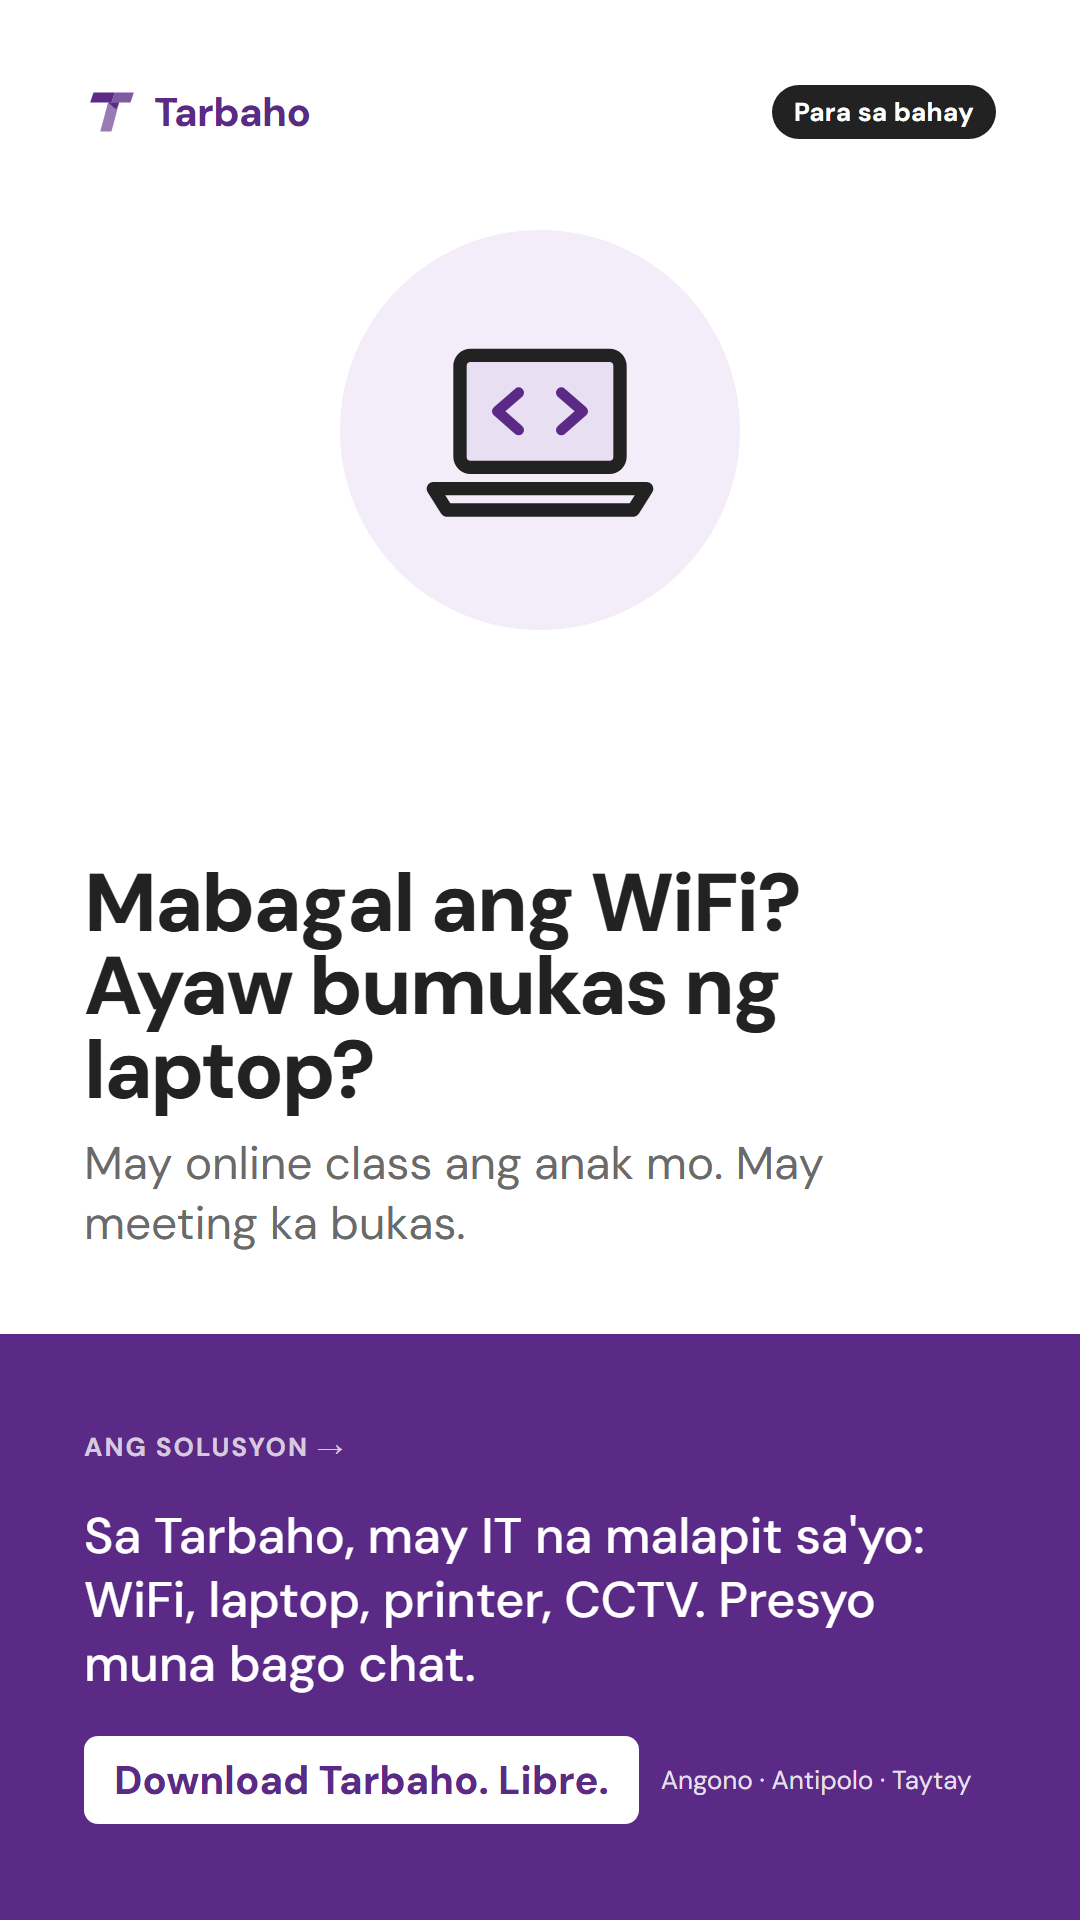 Tarbaho
Para sa bahay
Mabagal ang WiFi?
Ayaw bumukas ng
laptop?
May online class ang anak mo. May
meeting ka bukas.
ANG SOLUSYON →
Sa Tarbaho, may IT na malapit sa'yo:
WiFi, laptop, printer, CCTV. Presyo
muna bago chat.
Download Tarbaho. Libre.
Angono · Antipolo · Taytay